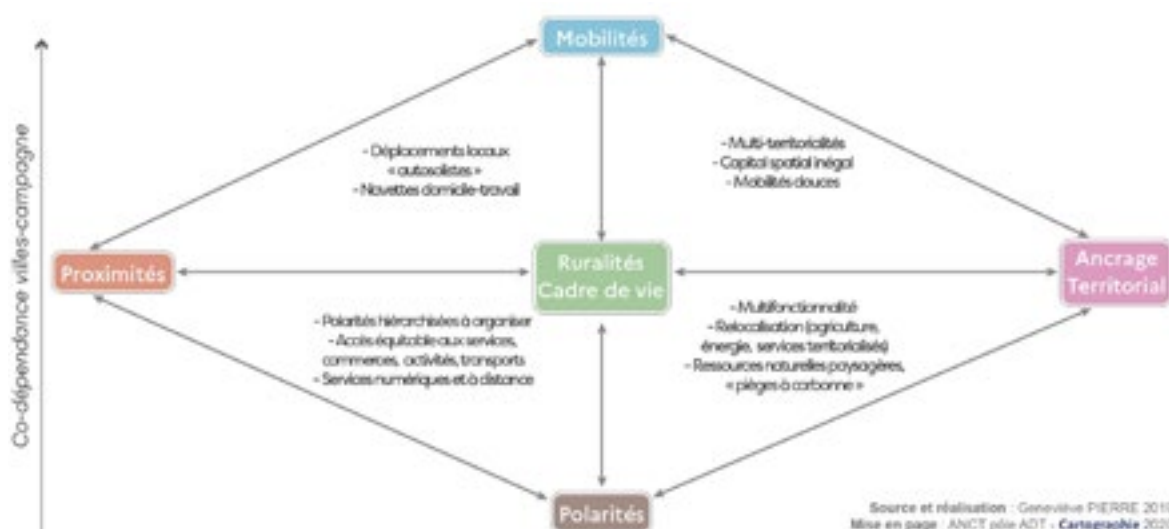 Mobilités
Co-dépendance villes-campagne
- Déplacements locaux
« autosolistes »
- Navettes domicile-travail
- Multi-territorialités
- Capital spatial inégal
- Mobilités douces
Proximités
Ruralités
Cadre de vie
Ancrage
Territorial
- Polarités hiérarchisées à organiser
- Accès équitable aux services,
commerces, activités, transports
- Services numériques et à distance
- Multifonctionnalité
- Relocalisation (agriculture,
énergie, services territorialisés)
- Ressources naturelles paysagères,
« pièges à carbonne »
Polarités
Source et réalisation : Geneviève PIERRE
Mise en page : ANCT pôle ADT - Cartographie